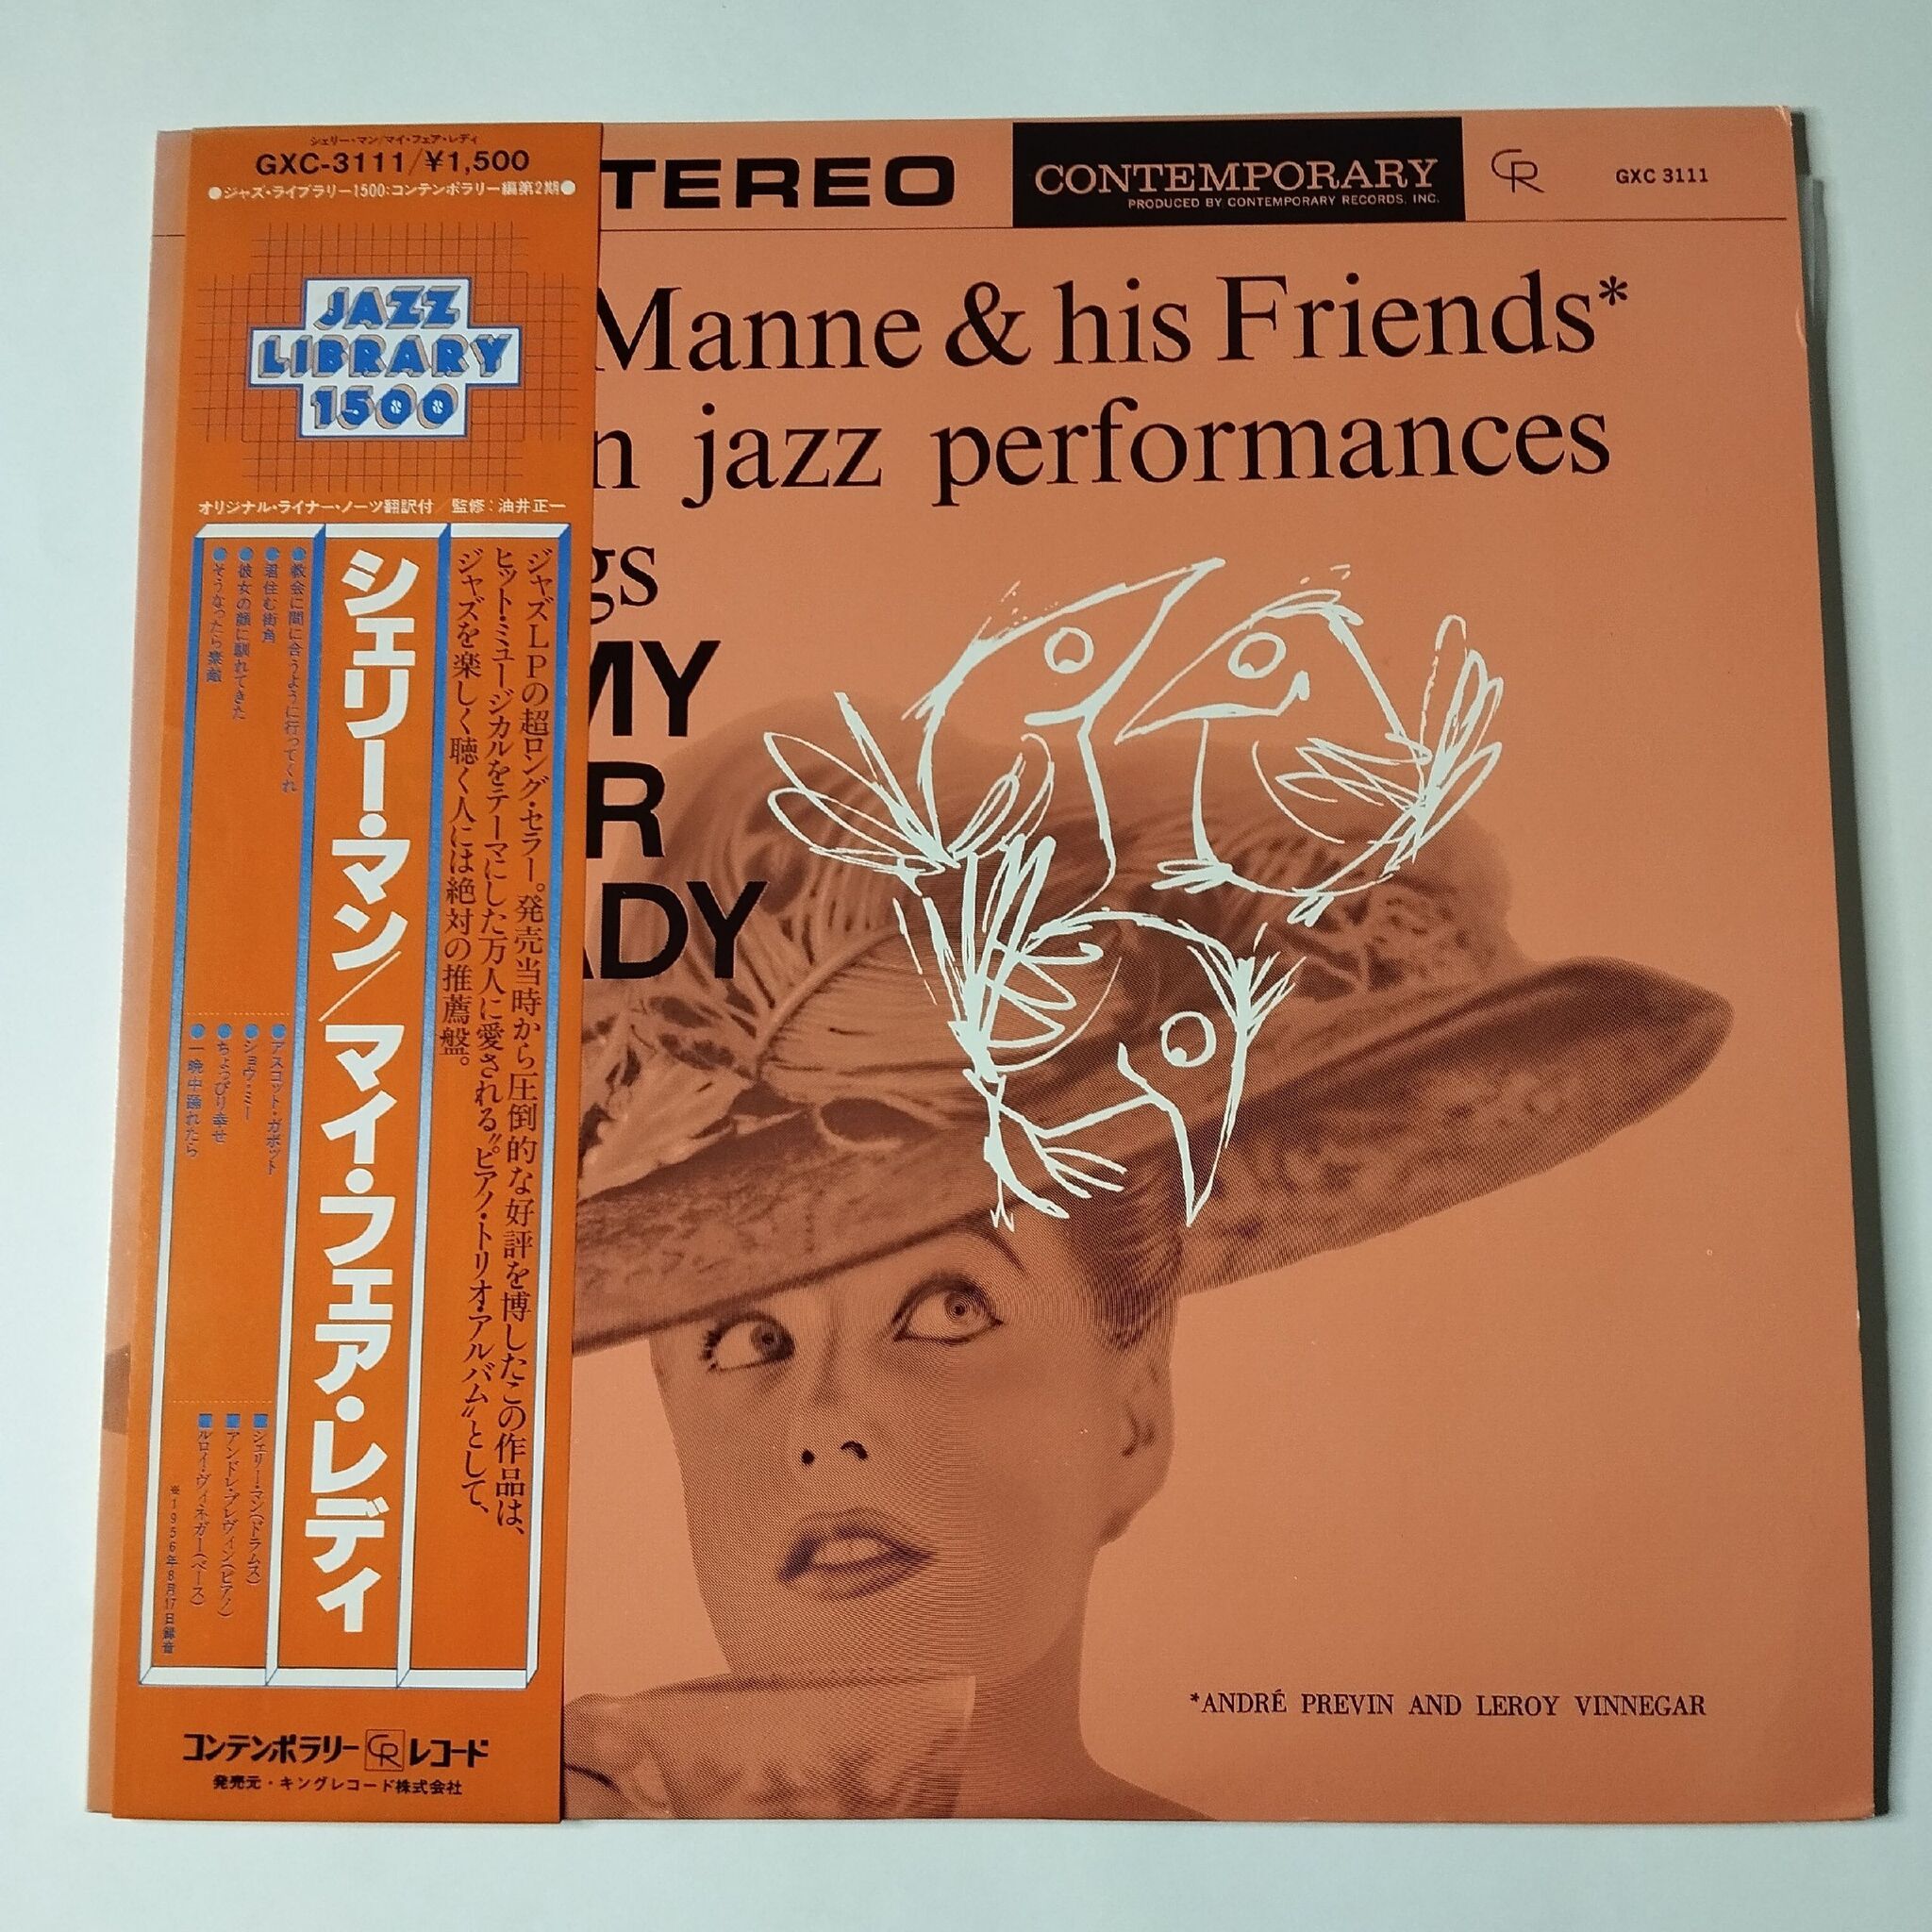 シェリー・マン/マイ・フェア・レディ
GXC-3111/¥1,500
●ジャズ・ライブラリー1500:コンテンポラリー編第2期●
JAZZ
LIBRARY
1500
オリジナル・ライナー・ノーツ翻訳付／監修：油井正一
ジャズLPの超ロング・セラー。発売当時から圧倒的な好評を博したこの作品は、
ヒット・ミュージカルをテーマにした万人に愛される〝ピアノ・トリオ・アルバム〟として、
ジャズを楽しく聴く人には絶対の推薦盤。
シェリー・マン／マイ・フェア・レディ
●教会に間に合うように行ってくれ
●君住む街角
●彼女の顔に馴れてきた
●そうなったら素敵
●アスコット・ガボット
●ショウ・ミー
●ちょっぴり幸せ
●一晩中踊れたら
■シェリー・マン(ドラムス)
■アンドレ・プレヴィン(ピアノ)
■ルロイ・ヴィネガー(ベース)
※1956年8月17日録音
コンテンポラリー CR レコード
発売元・キングレコード株式会社
TEREO
CONTEMPORARY
PRODUCED BY CONTEMPORARY RECORDS, INC.
CR
GXC 3111
Manne & his Friends*
n jazz performances
gs
MY
R
ADY
*ANDRÉ PREVIN AND LEROY VINNEGAR